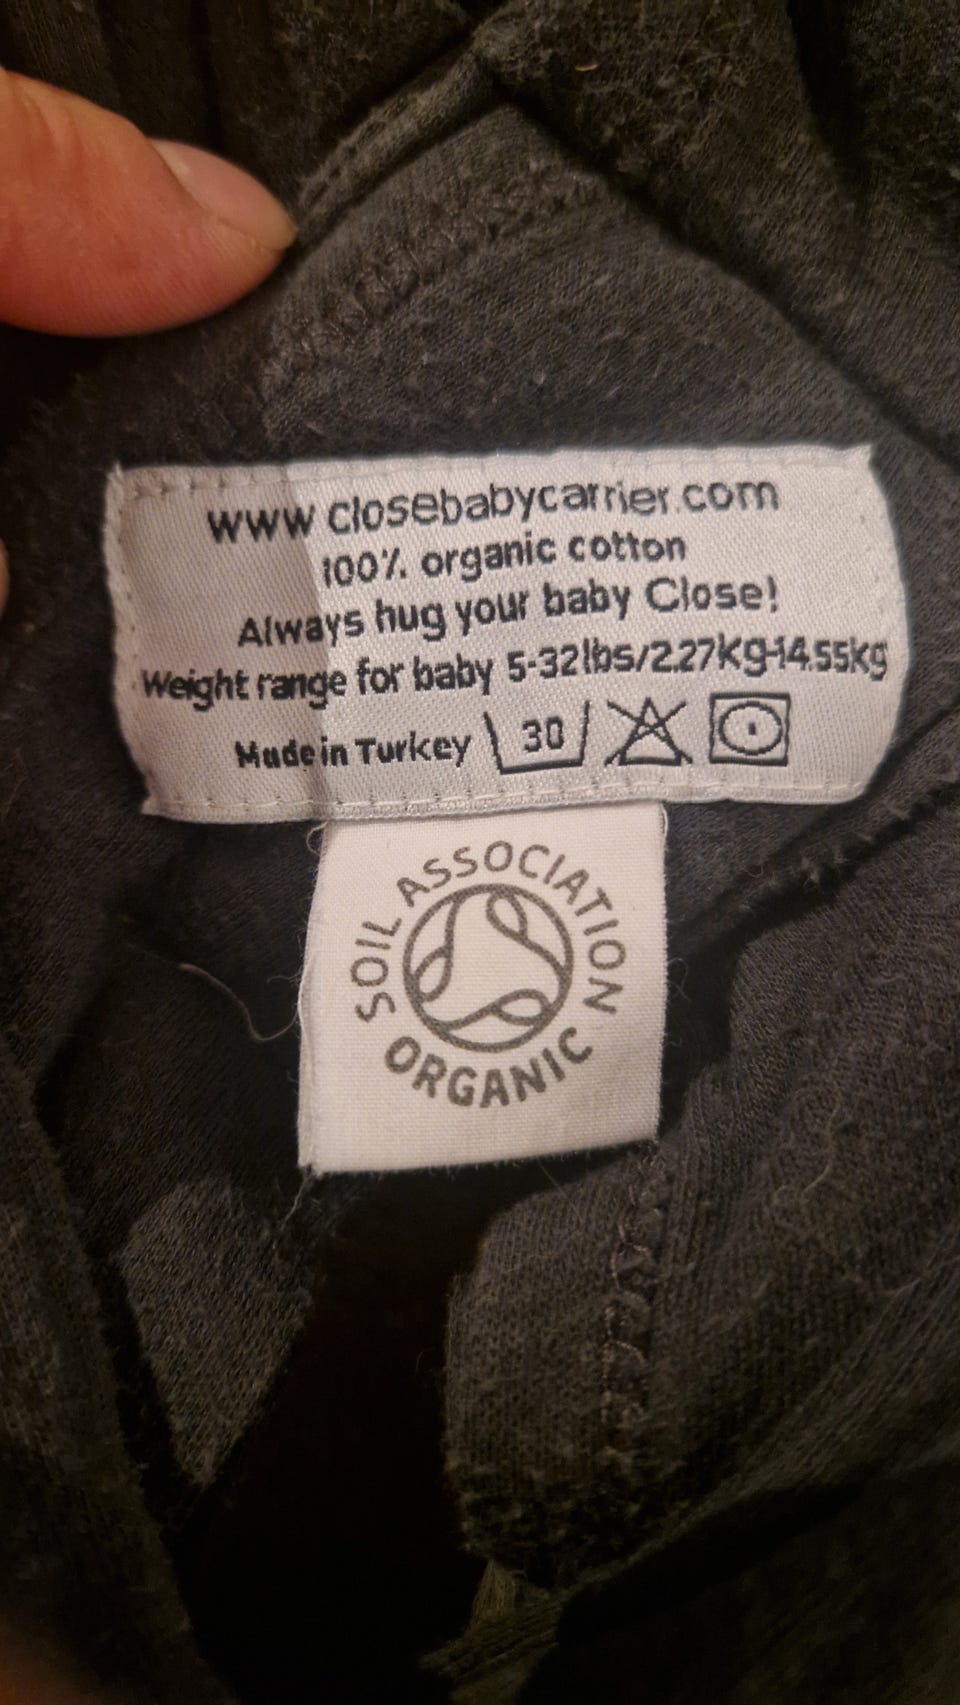 www closebabycarrier.com
100% organic cotton
Always hug your baby Close!
Weight range for baby 5-32lbs/2.27kg-14.55kg
Made in Turkey 30
SOIL ASSOCIATION
ORGANIC